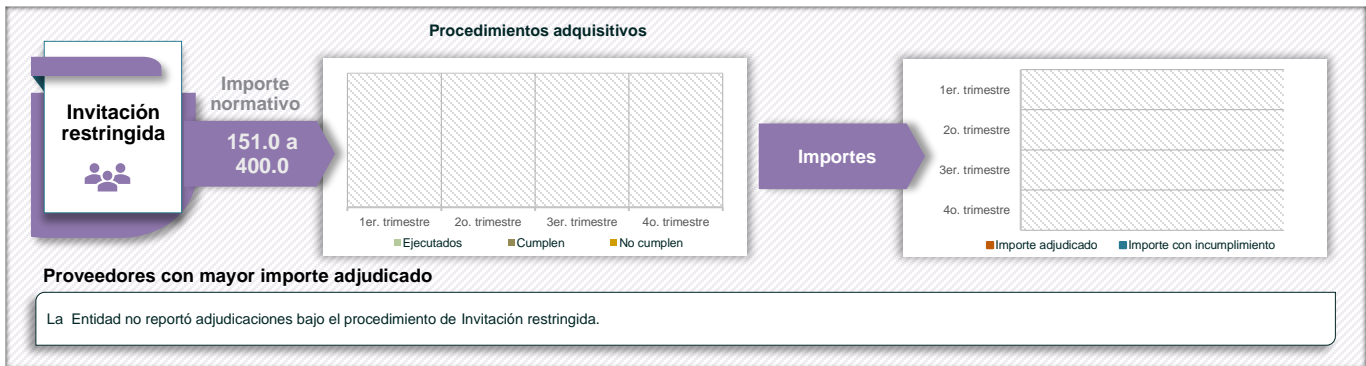 Procedimientos adquisitivos
Invitación
restringida
Importe
normativo
151.0 a
400.0
1er. trimestre 2o. trimestre 3er. trimestre 4o. trimestre
Ejecutados Cumplen No cumplen
Importes
1er. trimestre
2o. trimestre
3er. trimestre
4o. trimestre
Importe adjudicado Importe con incumplimiento
Proveedores con mayor importe adjudicado
La Entidad no reportó adjudicaciones bajo el procedimiento de Invitación restringida.